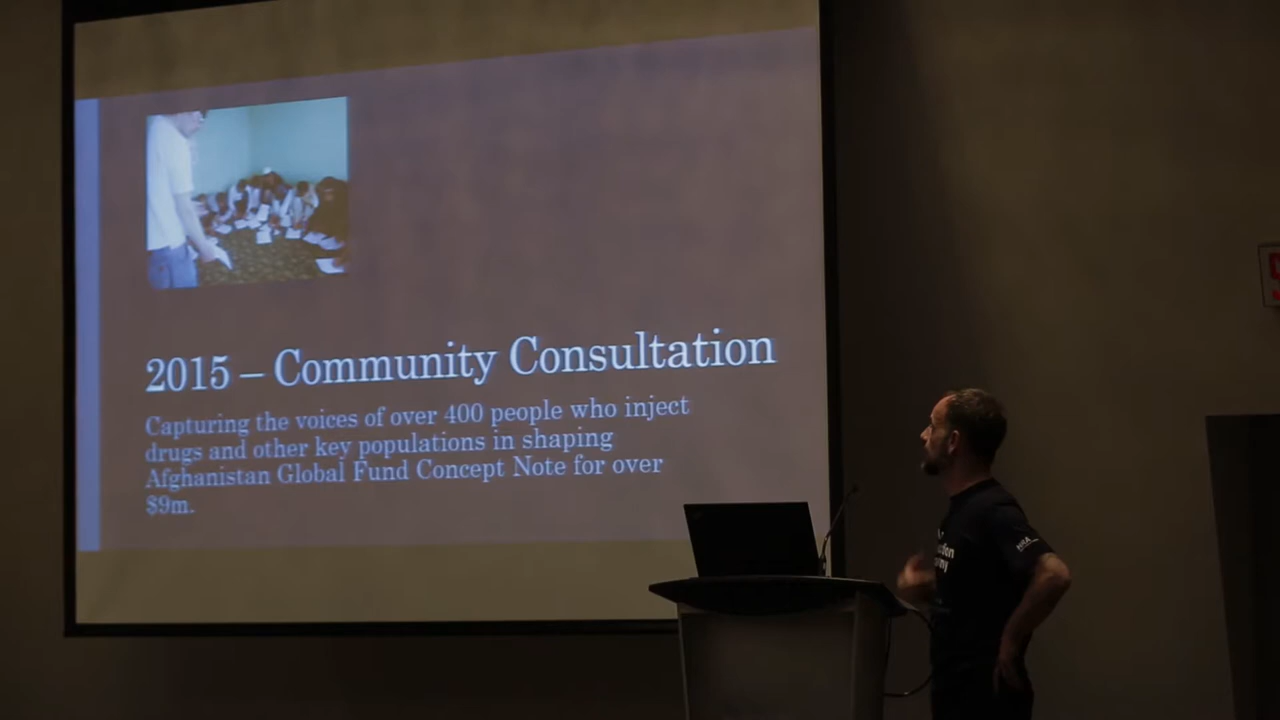 2015 – Community Consultation
Capturing the voices of over 400 people who inject
drugs and other key populations in shaping
Afghanistan Global Fund Concept Note for over
$9m.